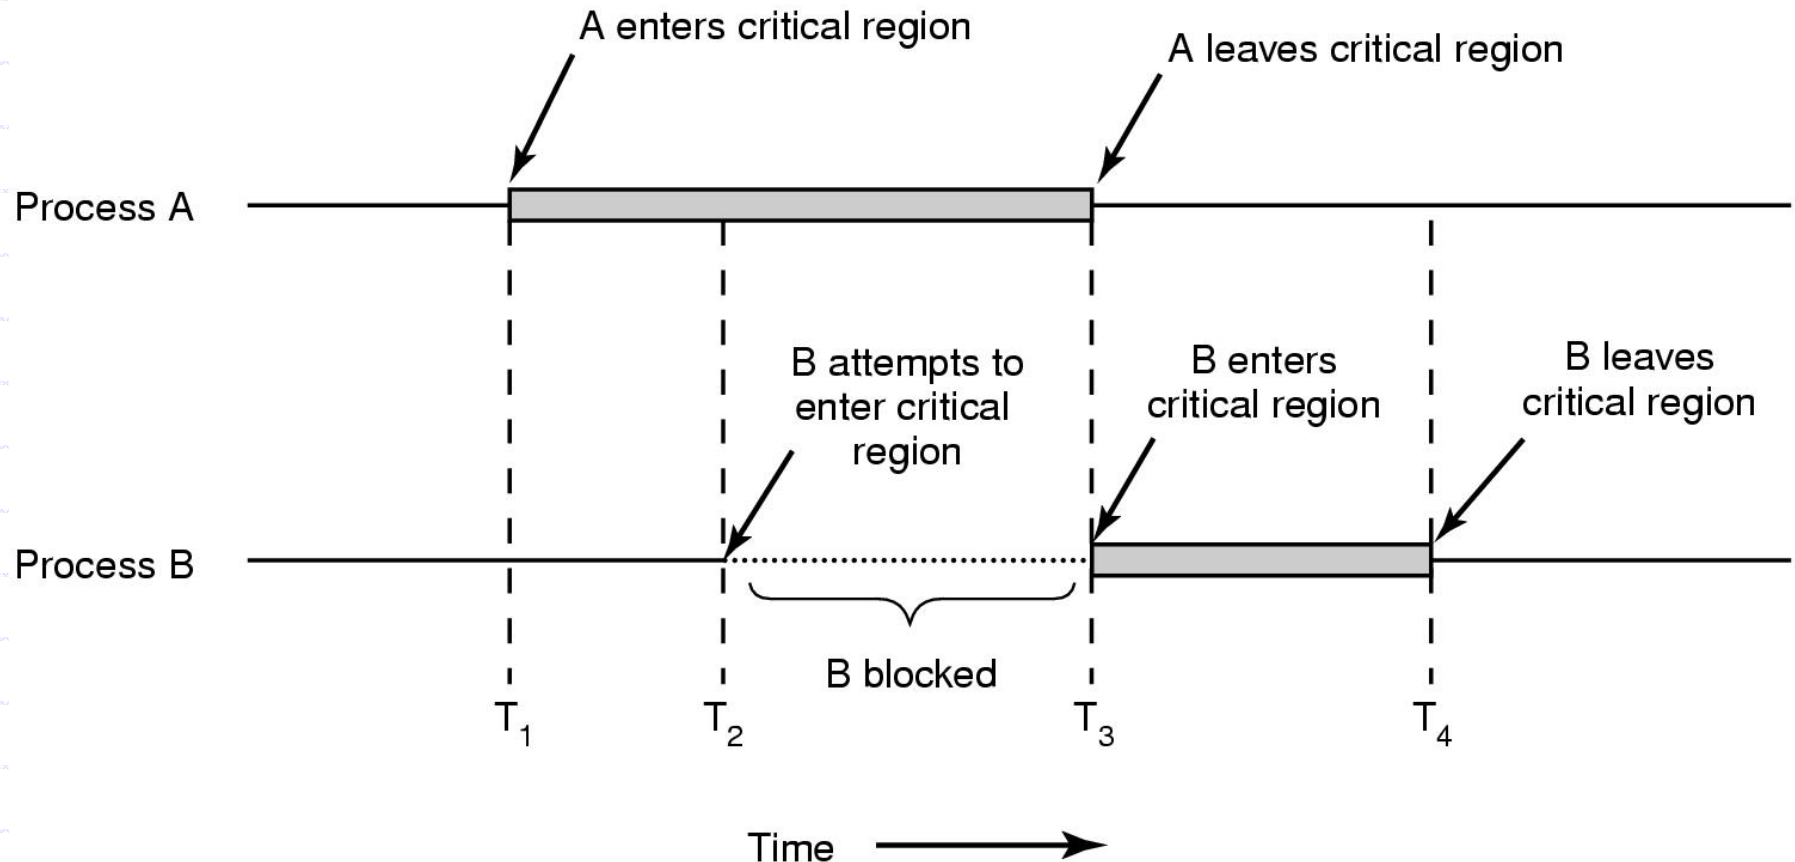 A enters critical region
A leaves critical region
Process A
B attempts to
enter critical
region
B enters
critical region
B leaves
critical region
Process B
B blocked
T1
T2
T3
T4
Time